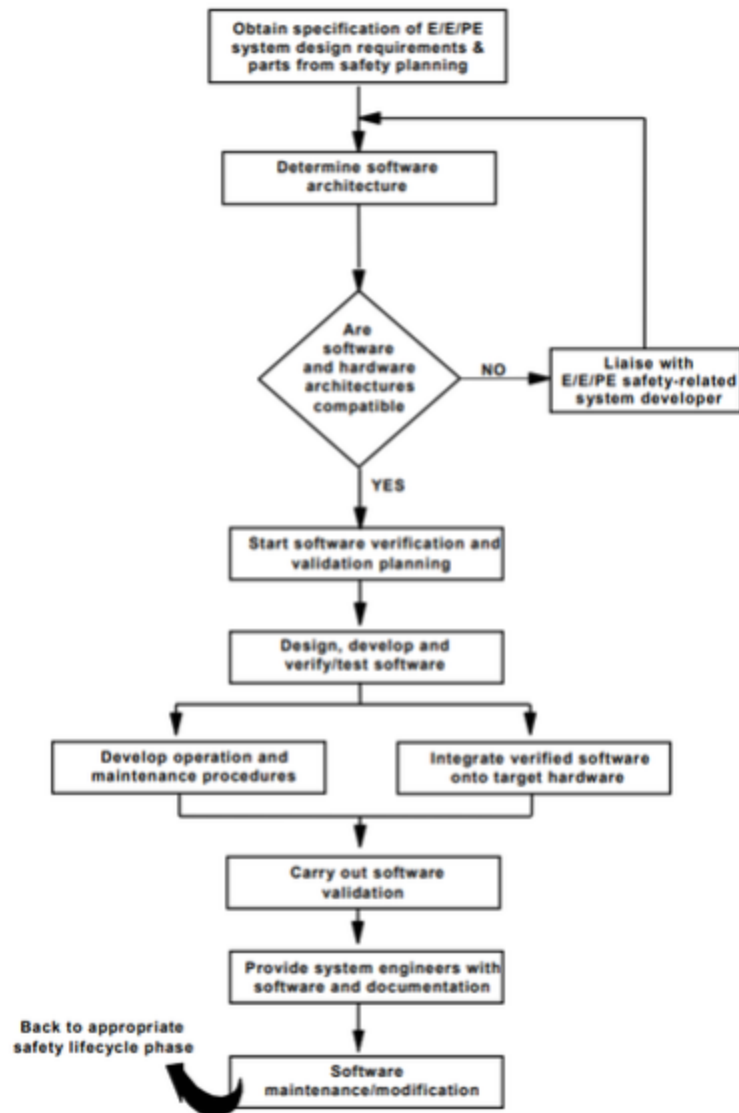 Obtain specification of E/E/PE
system design requirements &
parts from safety planning
Determine software
architecture
Are
software
and hardware
architectures
compatible
NO
Liaise with
E/E/PE safety-related
system developer
YES
Start software verification and
validation planning
Design, develop and
verify/test software
Develop operation and
maintenance procedures
Integrate verified software
onto target hardware
Carry out software
validation
Provide system engineers with
software and documentation
Back to appropriate
safety lifecycle phase
Software
maintenance/modification